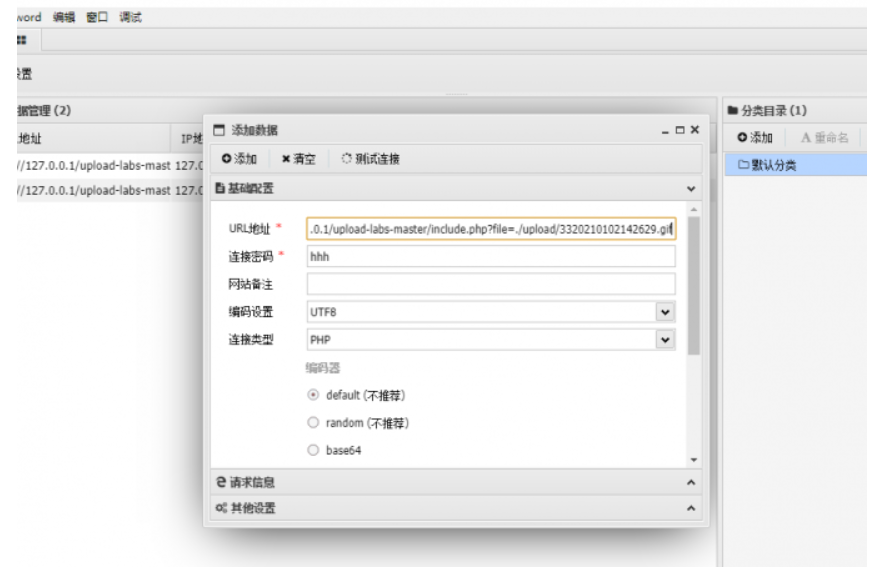 word 编辑 窗口 调试
置
据管理 (2)
地址 IP地
//127.0.0.1/upload-labs-mast 127.0
//127.0.0.1/upload-labs-mast 127.0
添加数据
添加 清空 测试连接
基础配置
URL地址 * .0.1/upload-labs-master/include.php?file=./upload/3320210102142629.gif
连接密码 * hhh
网站备注
编码设置 UTF8
连接类型 PHP
编码器
default (不推荐)
random (不推荐)
base64
请求信息
其他设置
分类目录 (1)
添加 A 重命名
默认分类